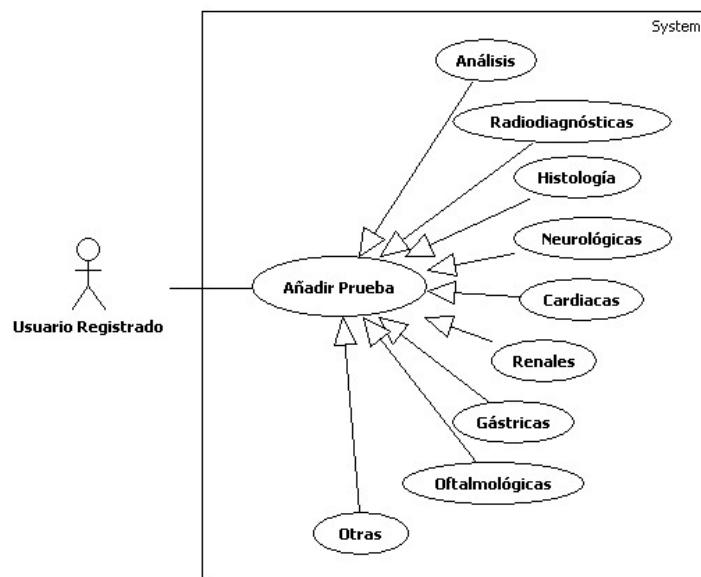 System
Análisis
Radiodiagnósticas
Histología
Neurológicas
Añadir Prueba
Cardiacas
Usuario Registrado
Renales
Gástricas
Oftalmológicas
Otras